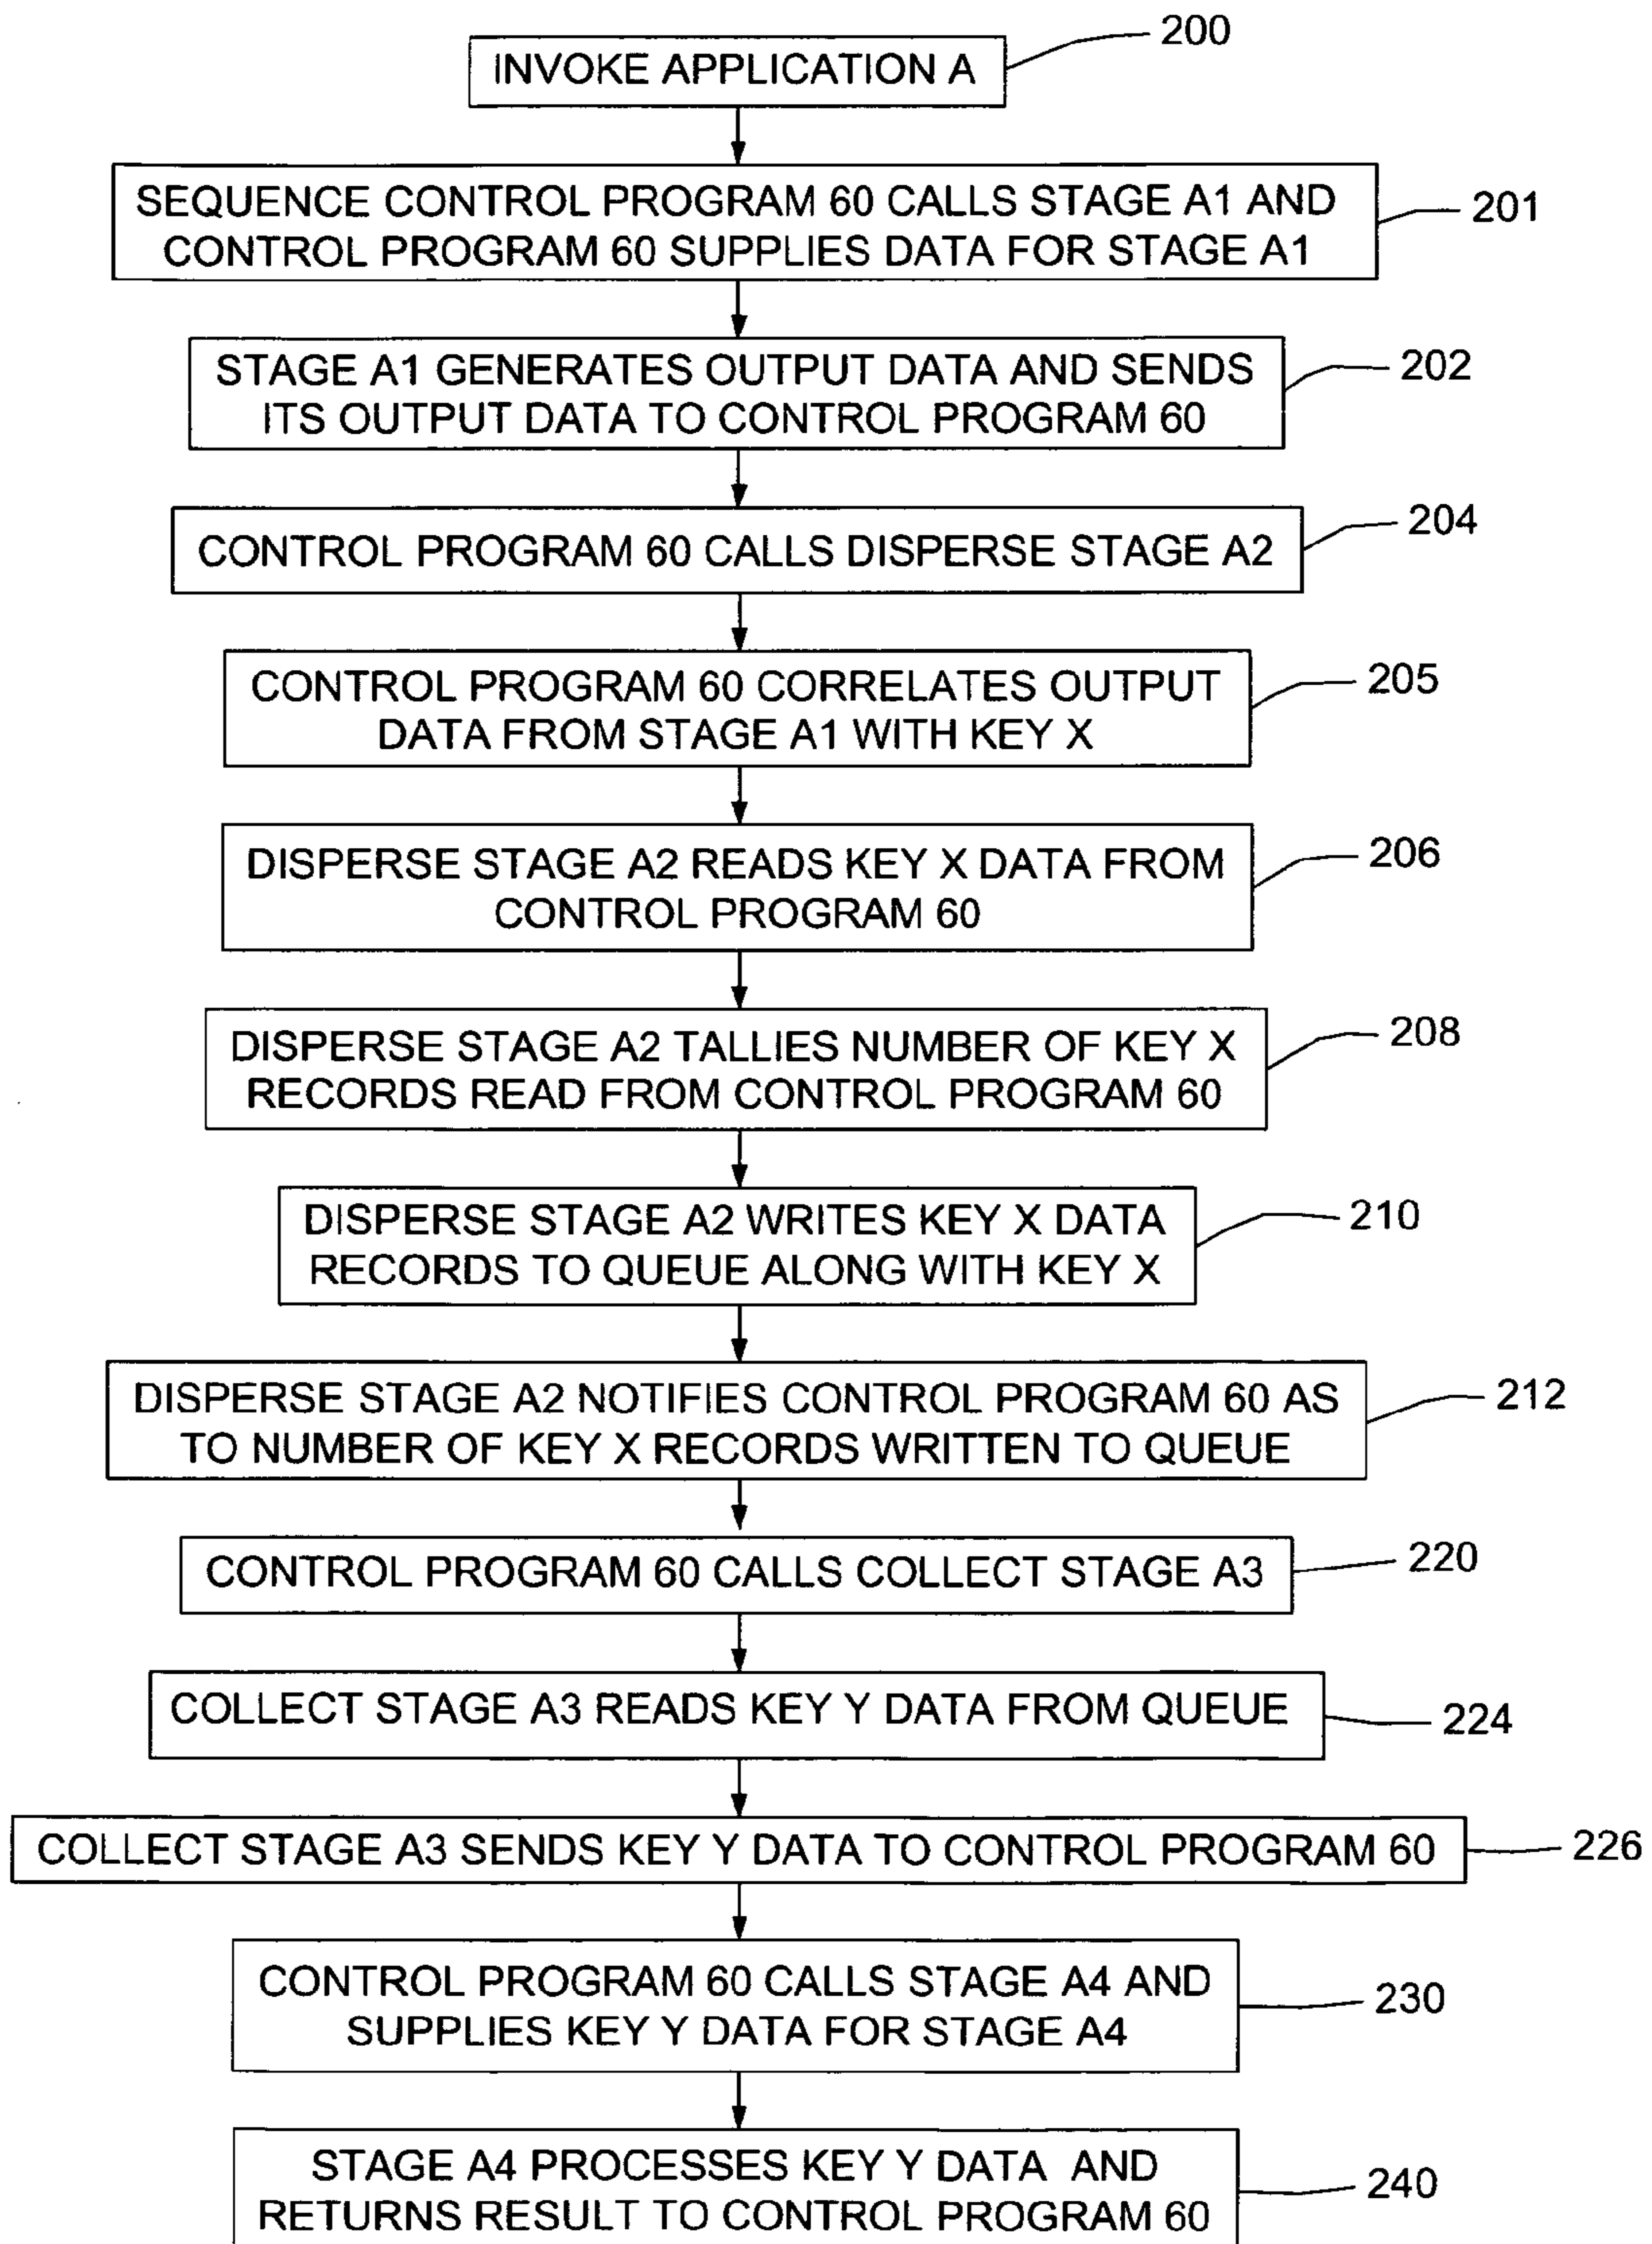 INVOKE APPLICATION A
200
SEQUENCE CONTROL PROGRAM 60 CALLS STAGE A1 AND
CONTROL PROGRAM 60 SUPPLIES DATA FOR STAGE A1
201
STAGE A1 GENERATES OUTPUT DATA AND SENDS
ITS OUTPUT DATA TO CONTROL PROGRAM 60
202
CONTROL PROGRAM 60 CALLS DISPERSE STAGE A2
204
CONTROL PROGRAM 60 CORRELATES OUTPUT
DATA FROM STAGE A1 WITH KEY X
205
DISPERSE STAGE A2 READS KEY X DATA FROM
CONTROL PROGRAM 60
206
DISPERSE STAGE A2 TALLIES NUMBER OF KEY X
RECORDS READ FROM CONTROL PROGRAM 60
208
DISPERSE STAGE A2 WRITES KEY X DATA
RECORDS TO QUEUE ALONG WITH KEY X
210
DISPERSE STAGE A2 NOTIFIES CONTROL PROGRAM 60 AS
TO NUMBER OF KEY X RECORDS WRITTEN TO QUEUE
212
CONTROL PROGRAM 60 CALLS COLLECT STAGE A3
220
COLLECT STAGE A3 READS KEY Y DATA FROM QUEUE
224
COLLECT STAGE A3 SENDS KEY Y DATA TO CONTROL PROGRAM 60
226
CONTROL PROGRAM 60 CALLS STAGE A4 AND
SUPPLIES KEY Y DATA FOR STAGE A4
230
STAGE A4 PROCESSES KEY Y DATA AND
RETURNS RESULT TO CONTROL PROGRAM 60
240